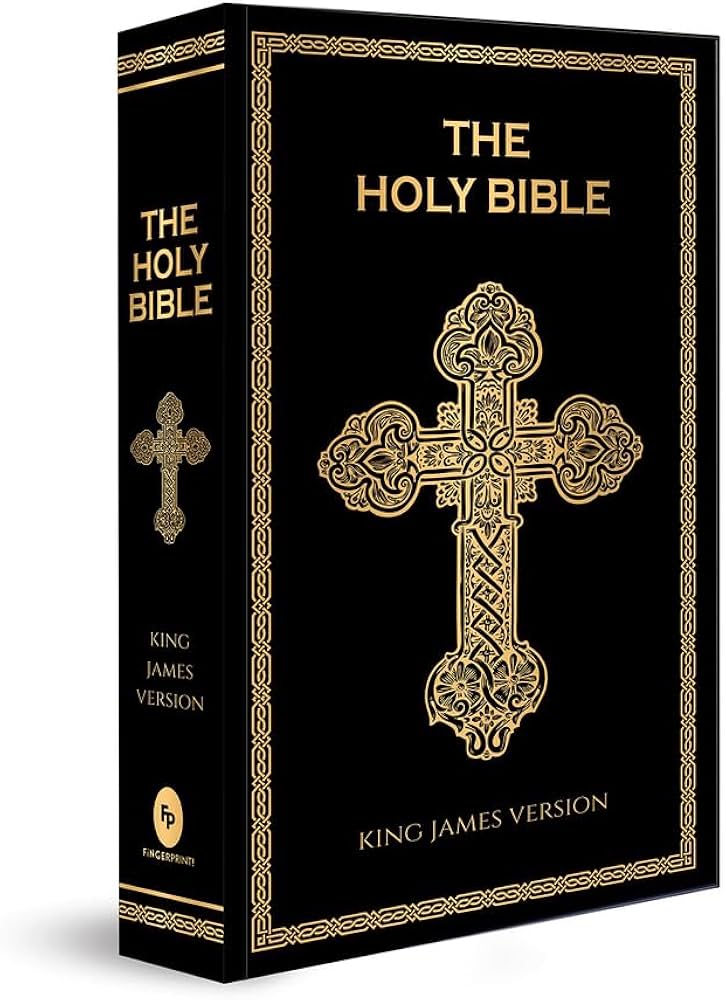 THE
HOLY
BIBLE
KING
JAMES
VERSION
FP
FiNGERPRINT!
THE
HOLY BIBLE
KING JAMES VERSION